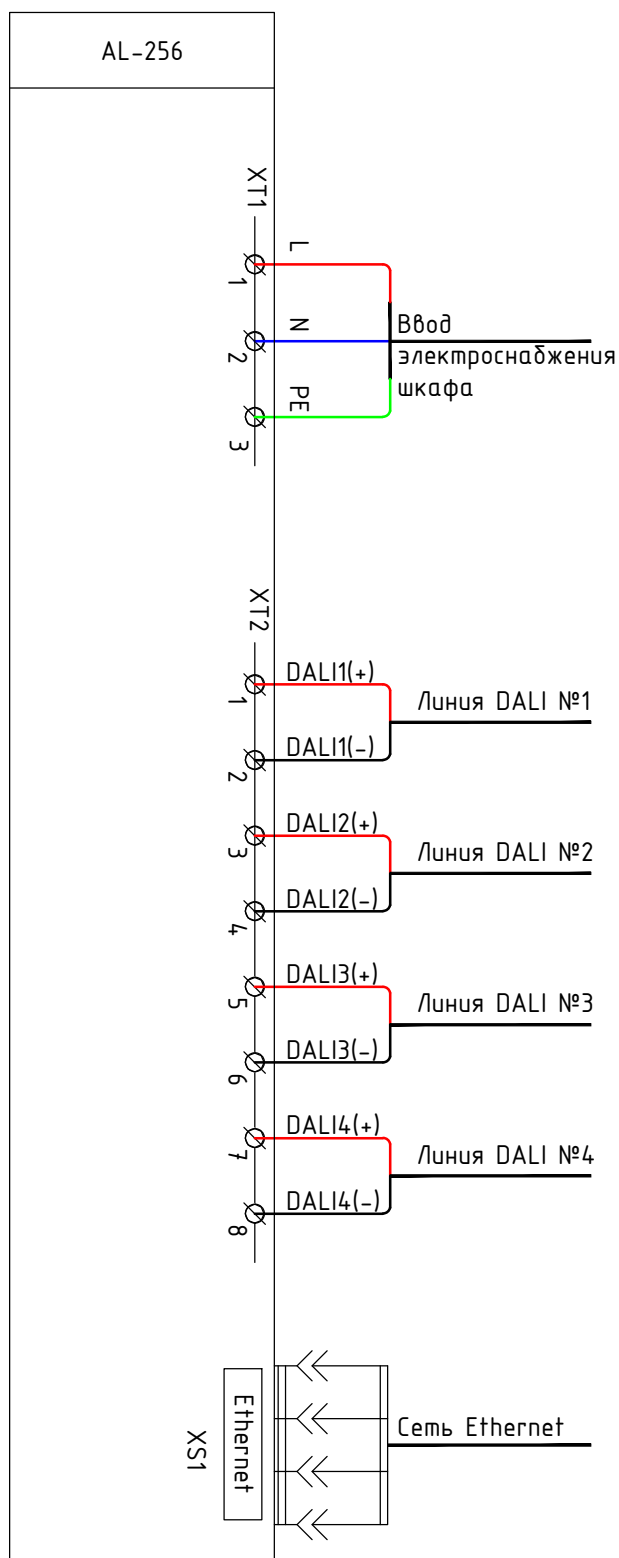 AL-256
XT1
L
1
N
2
PE
3
Ввод
электроснабжения
шкафа
XT2
DALI1(+)
1
Линия DALI №1
DALI1(-)
2
DALI2(+)
3
Линия DALI №2
DALI2(-)
4
DALI3(+)
5
Линия DALI №3
DALI3(-)
6
DALI4(+)
7
Линия DALI №4
DALI4(-)
8
Ethernet
XS1
Сеть Ethernet